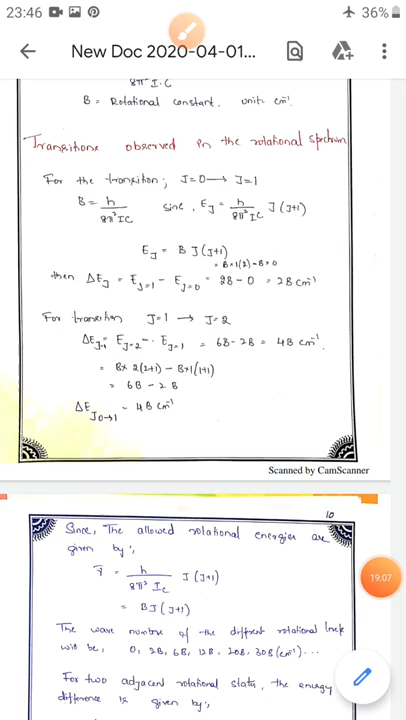 23:46
36%
New Doc 2020-04-01...
8π² I.C
B = Rotational constant. unit cm⁻¹.
Transitions observed in the rotational spectrum
For the transition; J=0 → J=1
B = h / 8π²IC since, E_J = h / 8π²IC J(J+1)
E_J = B J(J+1)
= B×1(2) - B×0
then ΔE_J = E_J=1 - E_J=0 = 2B - 0 = 2B cm⁻¹
For transition J=1 → J=2
ΔE_J= E_J=2 - E_J=1 = 6B - 2B = 4B cm⁻¹.
= B× 2(2+1) - B×1(1+1)
= 6B - 2B
ΔE_J0→1 - 4B cm⁻¹
Scanned by CamScanner
10
Since, The allowed rotational energies are
given by;
ν̄ = h / 8π² Ic J(J+1)
= BJ(J+1)
19:07
The wave number of the different rotational levels
will be, 0, 2B, 6B, 12B, 20B, 30B (cm⁻¹)...
For two adjacent rotational states, the energy
difference is given by;